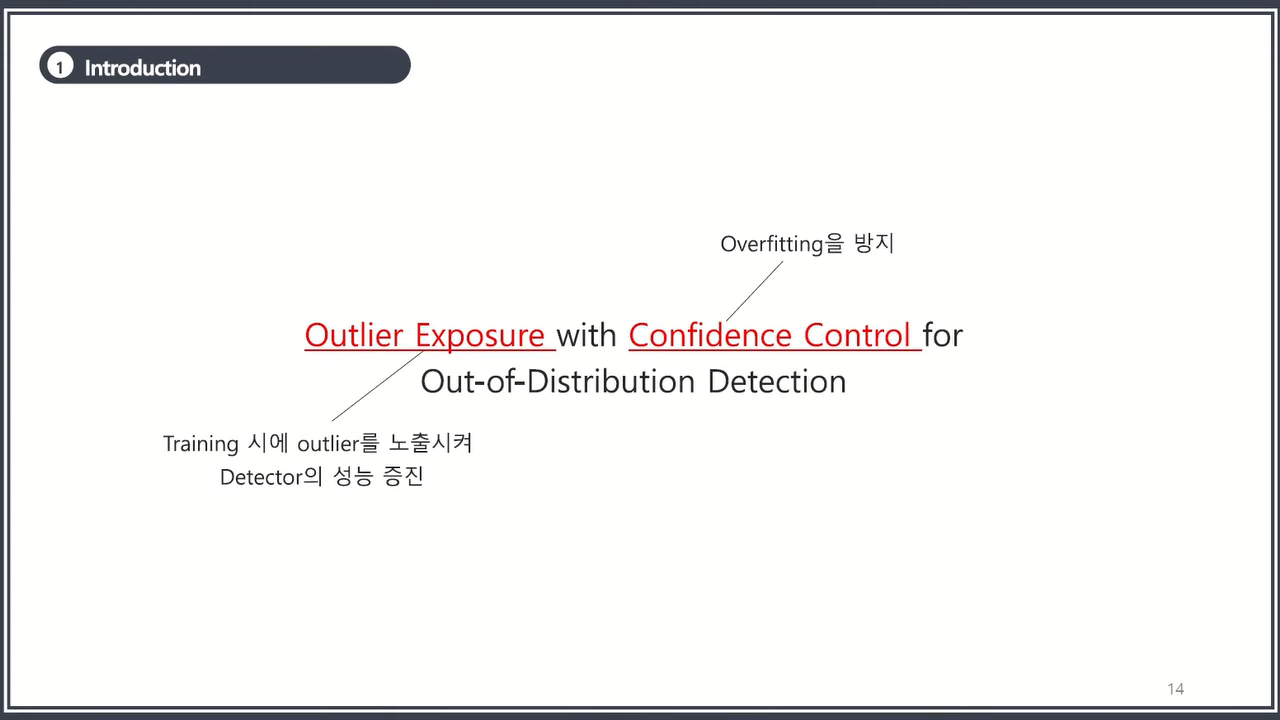 1 Introduction
Overfitting을 방지
Outlier Exposure with Confidence Control for
Out-of-Distribution Detection
Training 시에 outlier를 노출시켜
Detector의 성능 증진
14